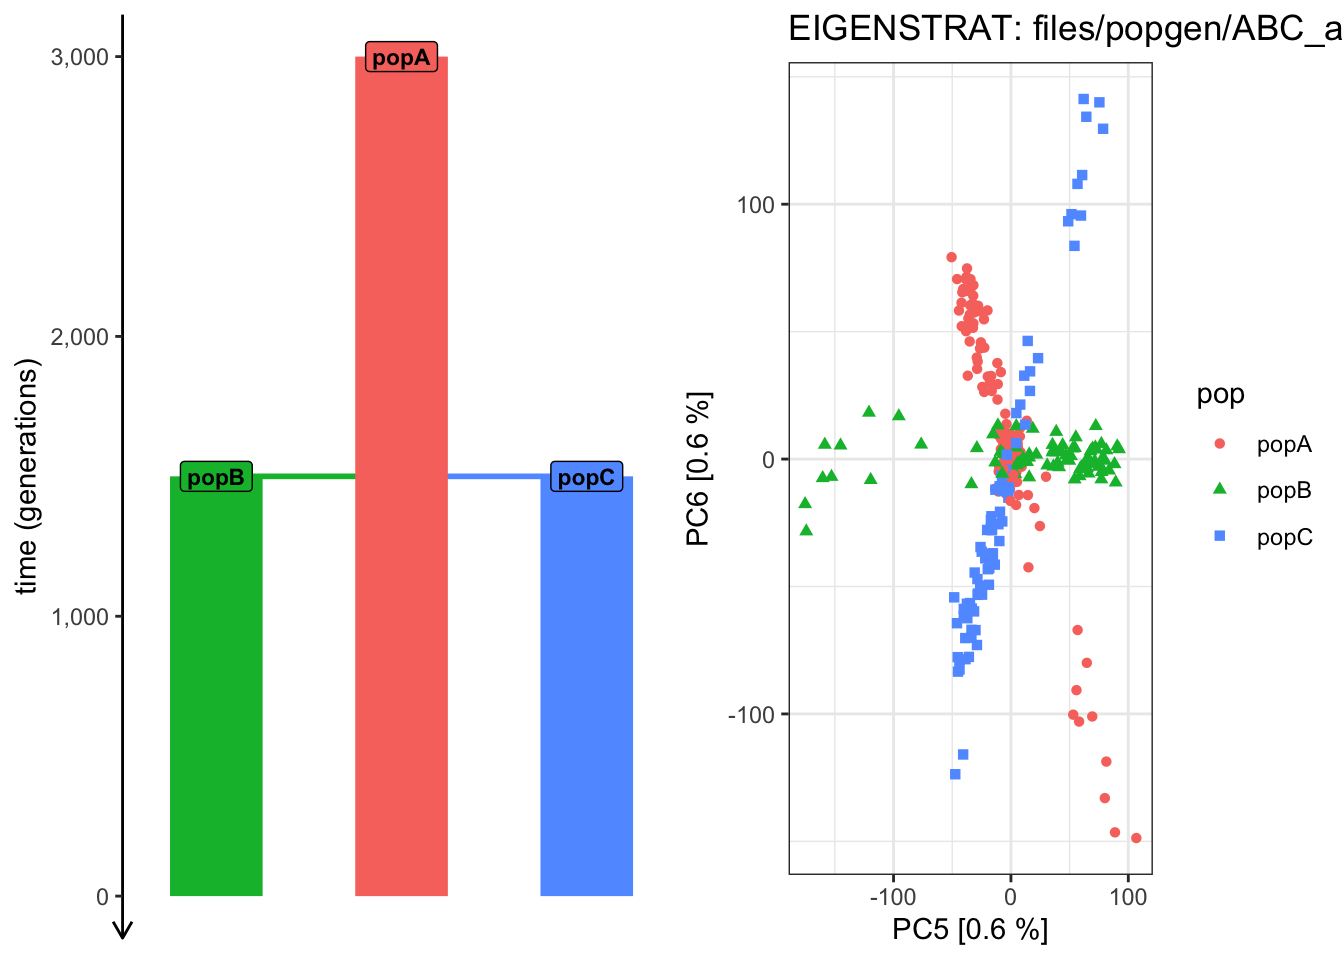 time (generations)
3,000
2,000
1,000
0
popA
popB
popC
EIGENSTRAT: files/popgen/ABC_a
PC6 [0.6 %]
100
0
-100
-100
0
100
PC5 [0.6 %]
pop
popA
popB
popC